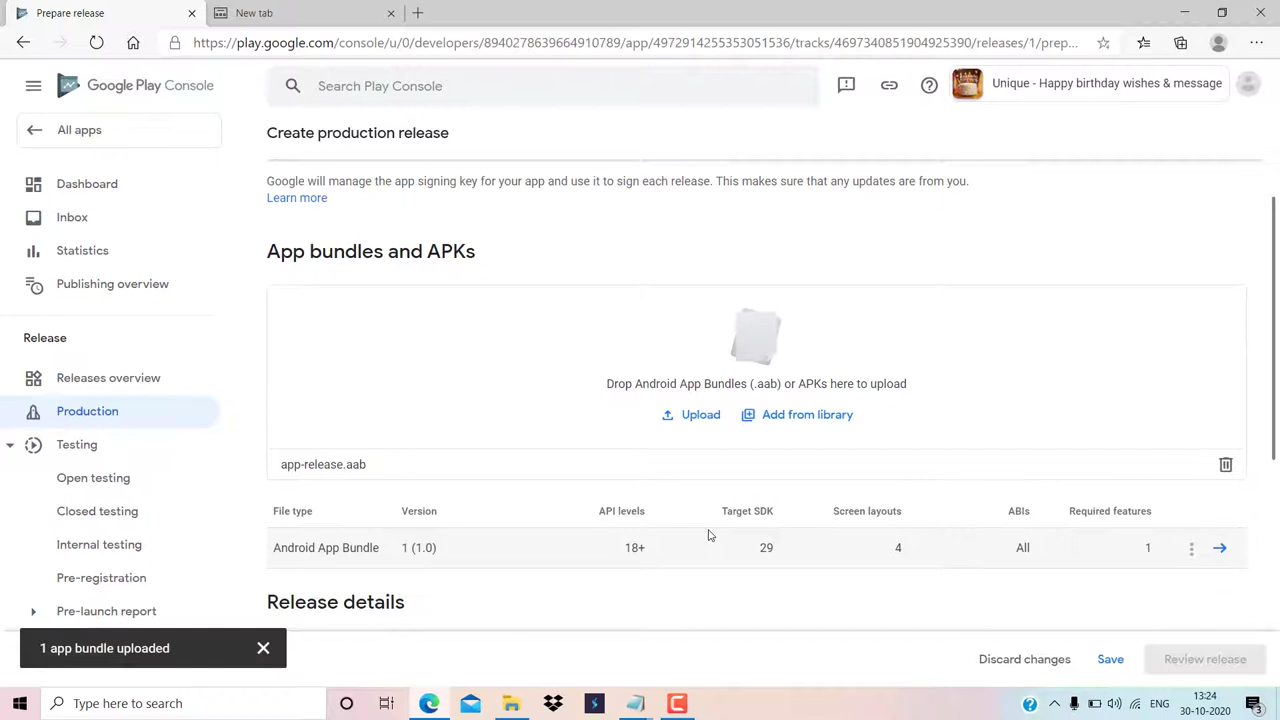 Prepare release
New tab
https://play.google.com/console/u/0/developers/8940278639664910789/app/4972914255353051536/tracks/4697340851904925390/releases/1/prep...
Google Play Console
Search Play Console
Unique - Happy birthday wishes & message
All apps
Create production release
Google will manage the app signing key for your app and use it to sign each release. This makes sure that any updates are from you.
Learn more
Dashboard
Inbox
Statistics
Publishing overview
Release
Releases overview
Production
Testing
Open testing
Closed testing
Internal testing
Pre-registration
Pre-launch report
App bundles and APKs
Drop Android App Bundles (.aab) or APKs here to upload
Upload Add from library
app-release.aab
File type Version API levels Target SDK Screen layouts ABIs Required features
Android App Bundle 1 (1.0) 18+ 29 4 All 1
Release details
1 app bundle uploaded
Discard changes Save Review release
Type here to search
ENG
13:24
30-10-2020
3